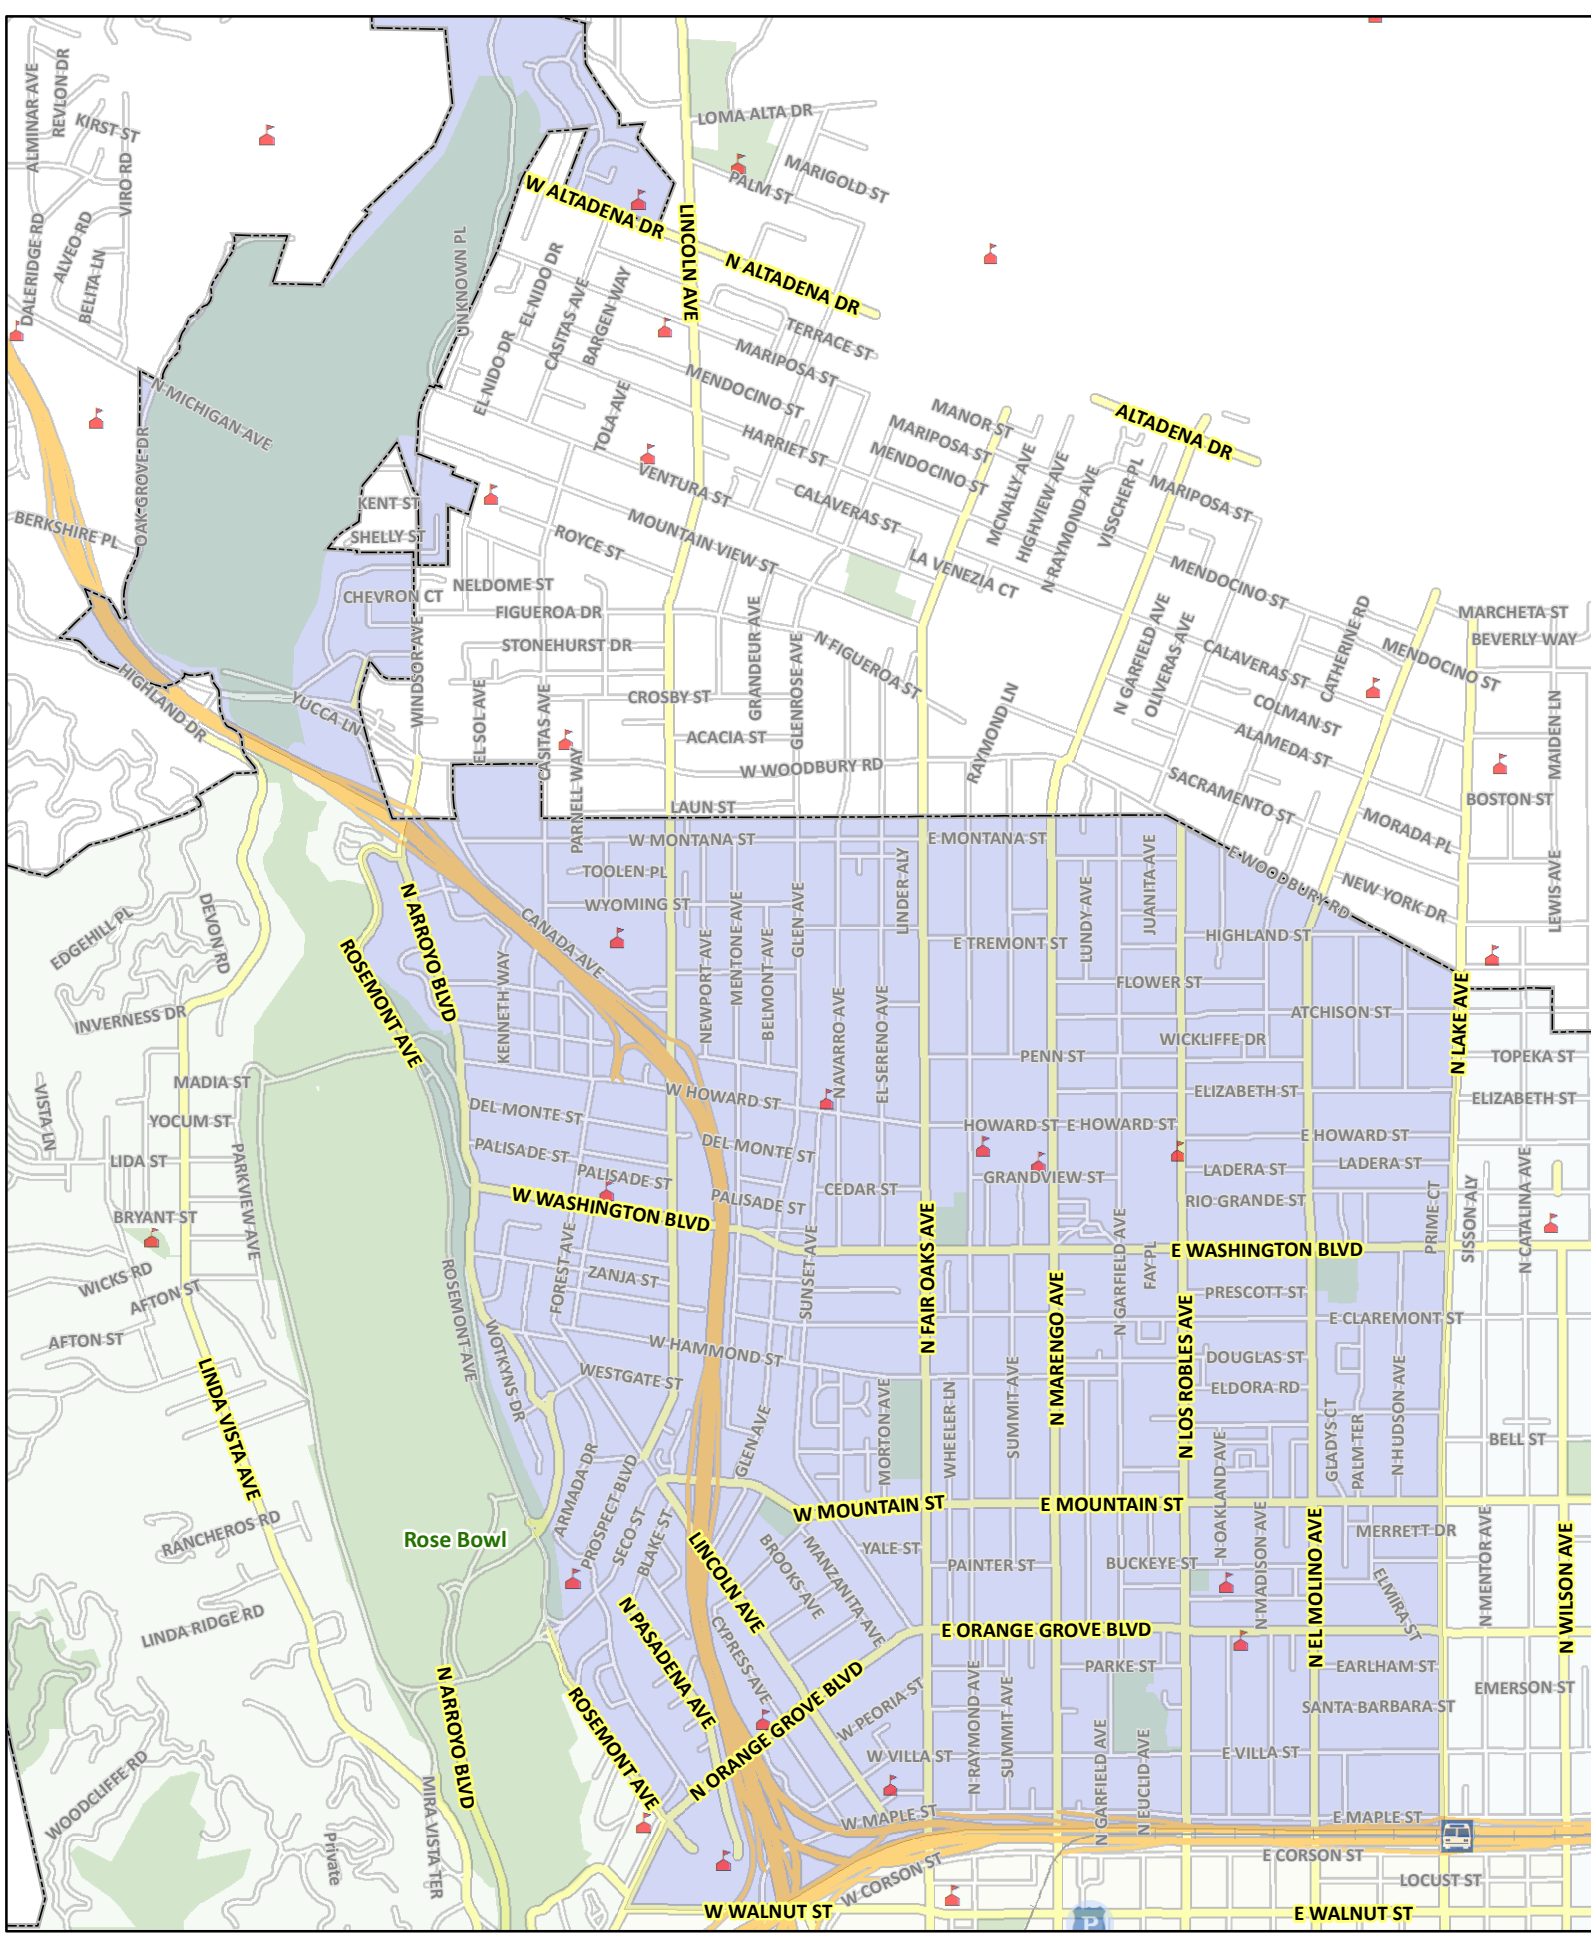 ALMINAR AVE
REVLON DR
KIRST ST
VIRO RD
DALERIDGE RD
ALVEO RD
BELITA LN
LOMA ALTA DR
MARIGOLD ST
PALM ST
W ALTADENA DR
LINCOLN AVE
N ALTADENA DR
UNKNOWN PL
EL NIDO DR
EL NIDO DR
CASITAS AVE
BARGEN WAY
TERRACE ST
MARIPOSA ST
MENDOCINO ST
TOLA AVE
HARRIET ST
N MICHIGAN AVE
OAK GROVE DR
BERKSHIRE PL
KENT ST
SHELLY ST
VENTURA ST
CALAVERAS ST
MOUNTAIN VIEW ST
ROYCE ST
MANOR ST
MARIPOSA ST
MENDOCINO ST
MCNALLY AVE
HIGHVIEW AVE
N RAYMOND AVE
VISSCHER PL
ALTADENA DR
MARIPOSA ST
LA VENEZIA CT
MENDOCINO ST
CHEVRON CT
NELDOME ST
FIGUEROA DR
STONEHURST DR
WINDSOR AVE
CROSBY ST
GRANDEUR AVE
GLENROSE AVE
N FIGUEROA ST
N GARFIELD AVE
OLIVERAS AVE
CALAVERAS ST
CATHERINE RD
MENDOCINO ST
MARCHETA ST
BEVERLY WAY
HIGHLAND DR
YUCCA LN
EL SOL AVE
CASITAS AVE
PARNELL WAY
ACACIA ST
W WOODBURY RD
RAYMOND LN
COLMAN ST
ALAMEDA ST
SACRAMENTO ST
MAIDEN LN
LAUN ST
BOSTON ST
MORADA PL
W MONTANA ST
E MONTANA ST
TOOLEN PL
WYOMING ST
LINDER ALY
JUANITA AVE
E WOODBURY RD
NEW YORK DR
LEWIS AVE
LUNDY AVE
EDGEHILL PL
DEVON RD
N ARROYO BLVD
ROSEMONT AVE
CANADA AVE
MENTONE AVE
GLEN AVE
BELMONT AVE
NEWPORT AVE
KENNETH WAY
E TREMONT ST
HIGHLAND ST
FLOWER ST
ATCHISON ST
N LAKE AVE
INVERNESS DR
NAVARRO AVE
EL SERENO AVE
WICKLIFFE DR
PENN ST
TOPEKA ST
VISTA LN
MADIA ST
YOCUM ST
LIDA ST
PARKVIEW AVE
DEL MONTE ST
W HOWARD ST
ELIZABETH ST
ELIZABETH ST
HOWARD ST
E HOWARD ST
E HOWARD ST
DEL MONTE ST
PALISADE ST
PALISADE ST
PALISADE ST
CEDAR ST
GRANDVIEW ST
LADERA ST
LADERA ST
RIO GRANDE ST
W WASHINGTON BLVD
BRYANT ST
N FAIR OAKS AVE
E WASHINGTON BLVD
PRIME CT
SISSON ALY
N CATALINA AVE
WICKS RD
AFTON ST
AFTON ST
ROSEMONT AVE
FOREST AVE
ZANJA ST
SUNSET AVE
N MARENGO AVE
N GARFIELD AVE
FAY PL
PRESCOTT ST
E CLAREMONT ST
WOTKYNS DR
W HAMMOND ST
WESTGATE ST
LINDA VISTA AVE
N LOS ROBLES AVE
DOUGLAS ST
ELDORA RD
MORTON AVE
WHEELER LN
SUMMIT AVE
GLADYS CT
PALM TER
N HUDSON AVE
BELL ST
GLEN AVE
ARMADA DR
PROSPECT BLVD
SECO ST
BLAKE ST
N OAKLAND AVE
RANCHEROS RD
Rose Bowl
W MOUNTAIN ST
E MOUNTAIN ST
LINCOLN AVE
BROOKS AVE
MANZANITA AVE
YALE ST
PAINTER ST
BUCKEYE ST
N MADISON AVE
N EL MOLINO AVE
MERRETT DR
ELMIRA ST
N MENTOR AVE
N WILSON AVE
LINDA RIDGE RD
N PASADENA AVE
CYPRESS AVE
E ORANGE GROVE BLVD
PARKE ST
EARLHAM ST
SANTA BARBARA ST
EMERSON ST
N ARROYO BLVD
ROSEMONT AVE
N ORANGE GROVE BLVD
W PEORIA ST
N RAYMOND AVE
SUMMIT AVE
W VILLA ST
E VILLA ST
N GARFIELD AVE
N EUCLID AVE
WOODCLIFFE RD
MIRA VISTA TER
Private
W MAPLE ST
E MAPLE ST
W CORSON ST
E CORSON ST
LOCUST ST
W WALNUT ST
P
E WALNUT ST